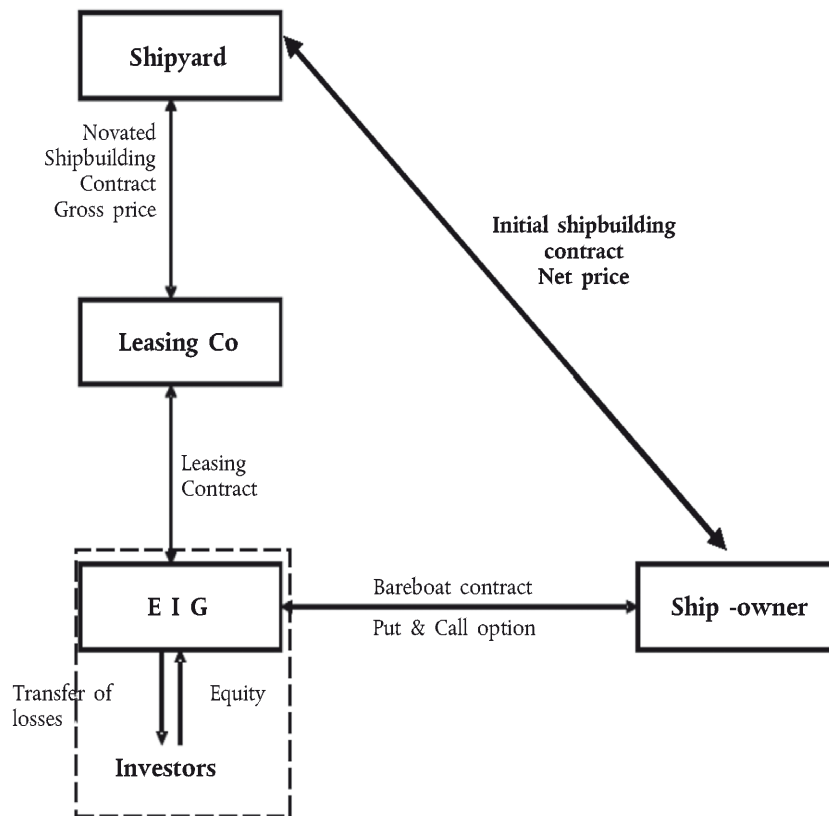 Shipyard
Novated
Shipbuilding
Contract
Gross price
Initial shipbuilding
contract
Net price
Leasing Co
Leasing
Contract
E I G
Bareboat contract
Put & Call option
Ship -owner
Transfer of
losses
Equity
Investors